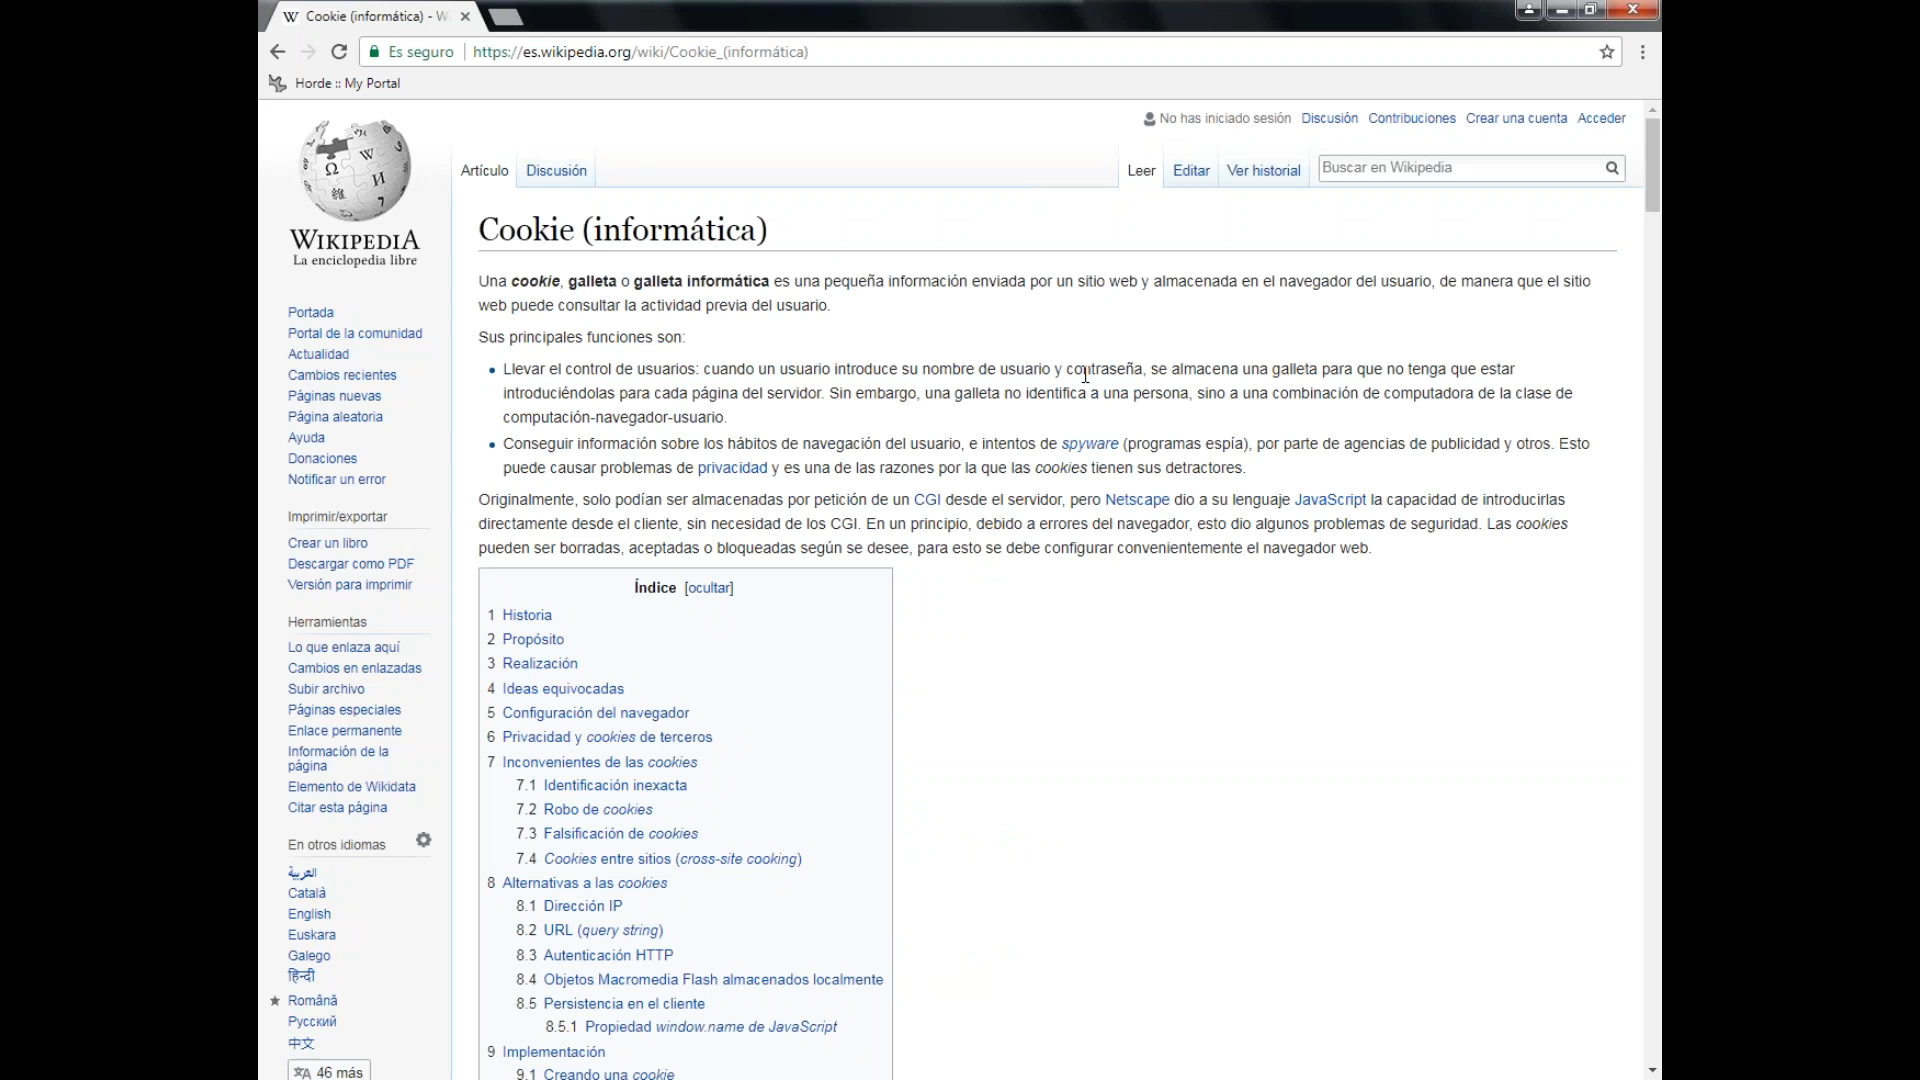 Cookie (informática) - W
Es seguro
https://es.wikipedia.org/wiki/Cookie_(informática)
Horde :: My Portal
No has iniciado sesión Discusión Contribuciones Crear una cuenta Acceder
Artículo Discusión Leer Editar Ver historial Buscar en Wikipedia
WIKIPEDIA
La enciclopedia libre
Portada
Portal de la comunidad
Actualidad
Cambios recientes
Páginas nuevas
Página aleatoria
Ayuda
Donaciones
Notificar un error
Imprimir/exportar
Crear un libro
Descargar como PDF
Versión para imprimir
Herramientas
Lo que enlaza aquí
Cambios en enlazadas
Subir archivo
Páginas especiales
Enlace permanente
Información de la
página
Elemento de Wikidata
Citar esta página
En otros idiomas
العربية
Català
English
Euskara
Galego
हिन्दी
Română
Русский
中文
46 más
Cookie (informática)
Una cookie, galleta o galleta informática es una pequeña información enviada por un sitio web y almacenada en el navegador del usuario, de manera que el sitio
web puede consultar la actividad previa del usuario.
Sus principales funciones son:
Llevar el control de usuarios: cuando un usuario introduce su nombre de usuario y contraseña, se almacena una galleta para que no tenga que estar
introduciéndolas para cada página del servidor. Sin embargo, una galleta no identifica a una persona, sino a una combinación de computadora de la clase de
computación-navegador-usuario.
Conseguir información sobre los hábitos de navegación del usuario, e intentos de spyware (programas espía), por parte de agencias de publicidad y otros. Esto
puede causar problemas de privacidad y es una de las razones por la que las cookies tienen sus detractores.
Originalmente, solo podían ser almacenadas por petición de un CGI desde el servidor, pero Netscape dio a su lenguaje JavaScript la capacidad de introducirlas
directamente desde el cliente, sin necesidad de los CGI. En un principio, debido a errores del navegador, esto dio algunos problemas de seguridad. Las cookies
pueden ser borradas, aceptadas o bloqueadas según se desee, para esto se debe configurar convenientemente el navegador web.
Índice [ocultar]
1 Historia
2 Propósito
3 Realización
4 Ideas equivocadas
5 Configuración del navegador
6 Privacidad y cookies de terceros
7 Inconvenientes de las cookies
7.1 Identificación inexacta
7.2 Robo de cookies
7.3 Falsificación de cookies
7.4 Cookies entre sitios (cross-site cooking)
8 Alternativas a las cookies
8.1 Dirección IP
8.2 URL (query string)
8.3 Autenticación HTTP
8.4 Objetos Macromedia Flash almacenados localmente
8.5 Persistencia en el cliente
8.5.1 Propiedad window.name de JavaScript
9 Implementación
9.1 Creando una cookie